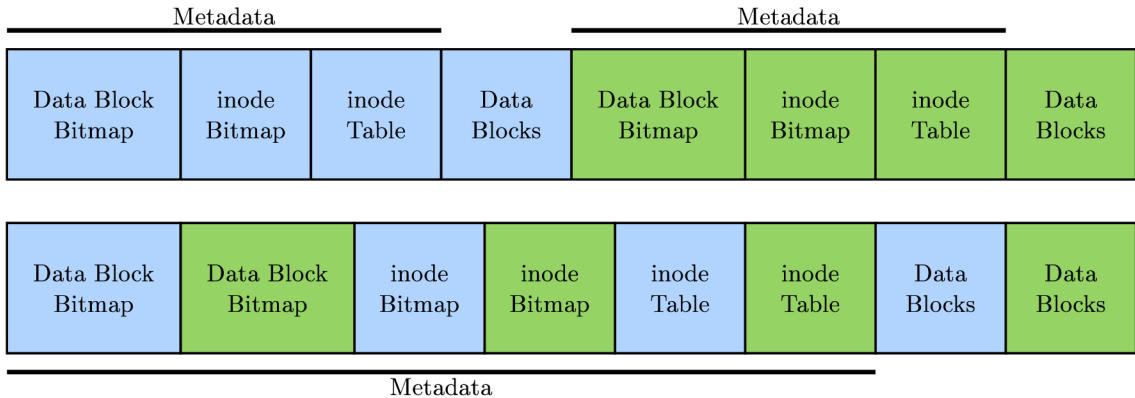 Metadata
Metadata
Data Block
Bitmap
inode
Bitmap
inode
Table
Data
Blocks
Data Block
Bitmap
inode
Bitmap
inode
Table
Data
Blocks
Data Block
Bitmap
Data Block
Bitmap
inode
Bitmap
inode
Bitmap
inode
Table
inode
Table
Data
Blocks
Data
Blocks
Metadata